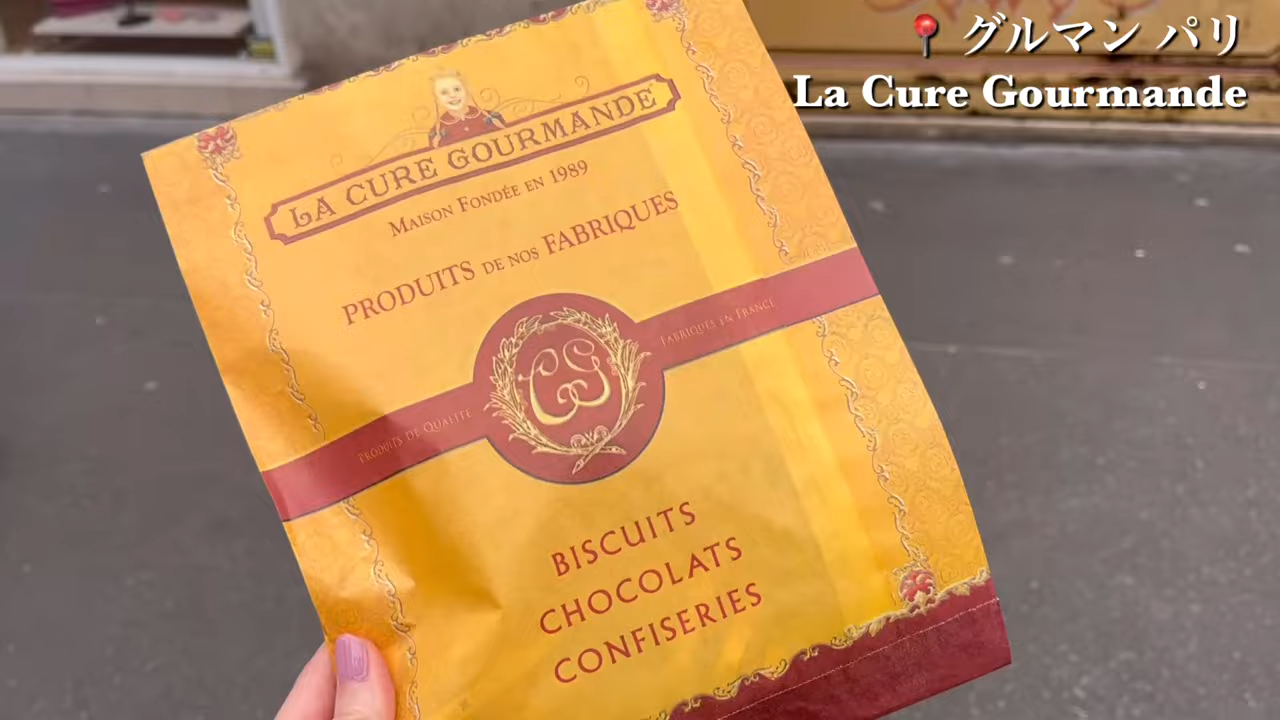 📍 グルマン パリ
La Cure Gourmande
LA CURE GOURMANDE
MAISON FONDÉE EN 1989
PRODUITS DE NOS FABRIQUES
FABRIQUÉS EN FRANCE
CG
PRODUITS DE QUALITÉ
BISCUITS
CHOCOLATS
CONFISERIES